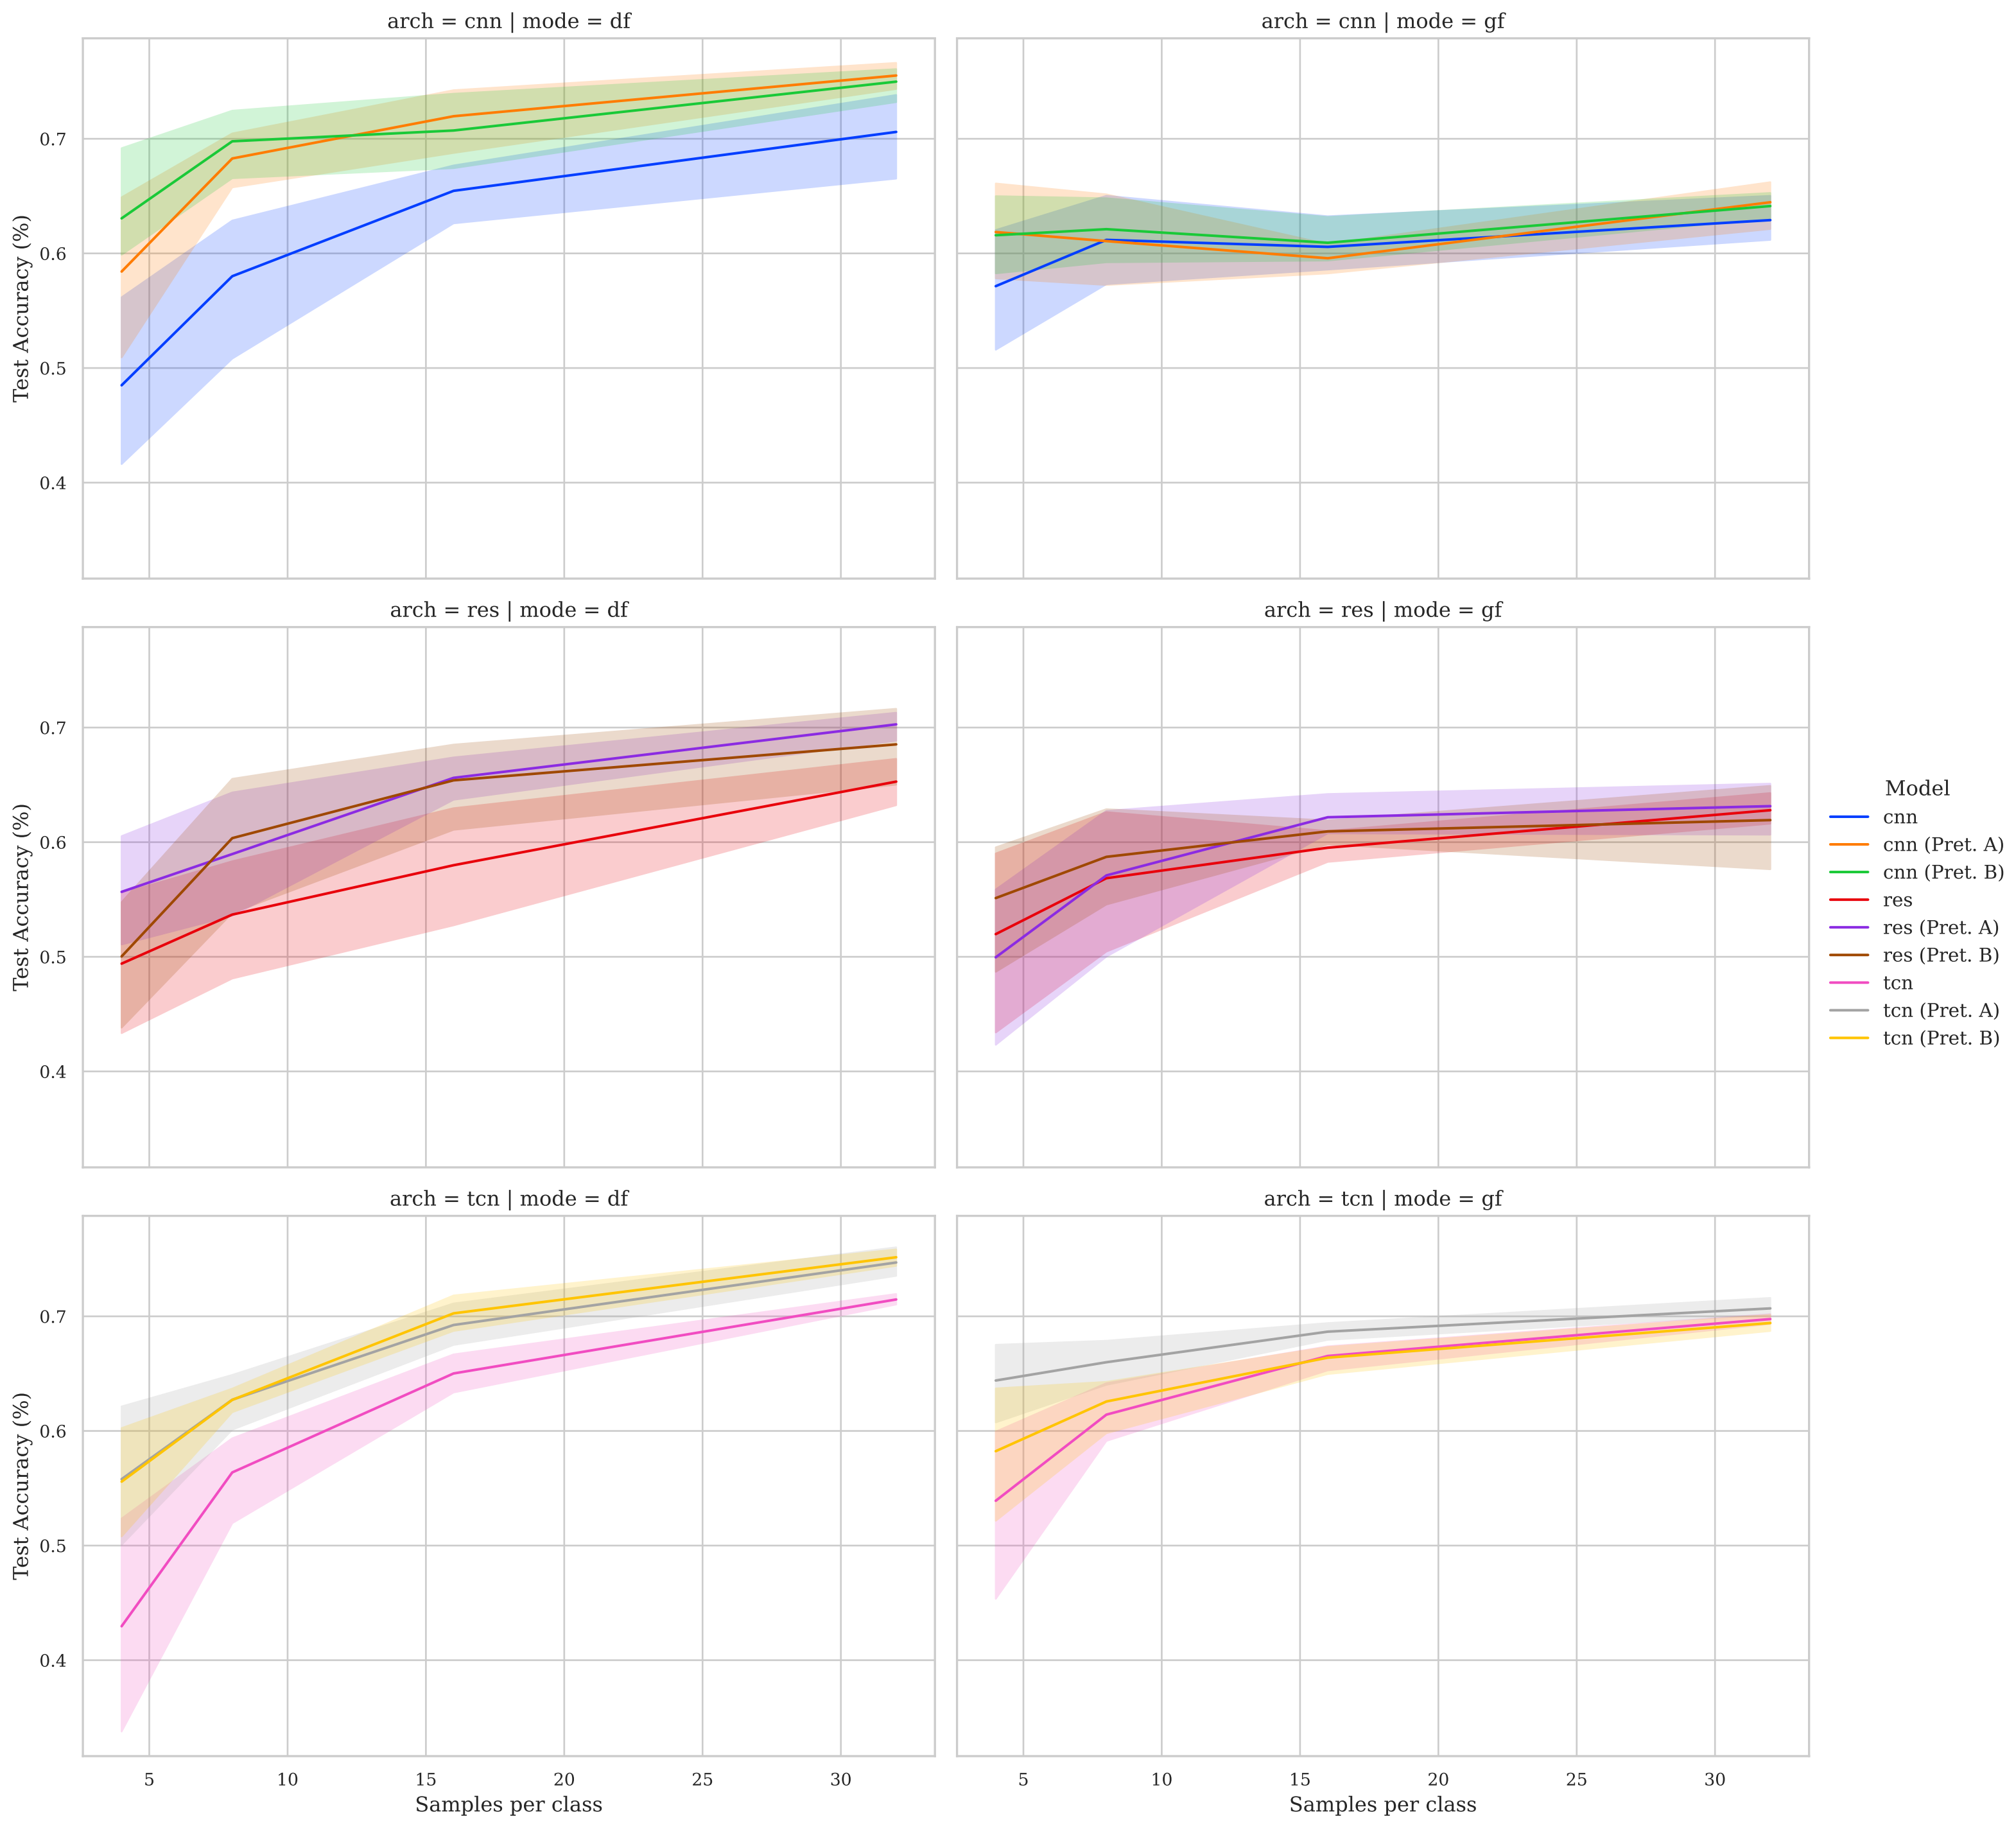 arch = cnn | mode = df
arch = cnn | mode = gf
0.7
0.6
0.5
0.4
Test Accuracy (%)
arch = res | mode = df
arch = res | mode = gf
0.7
0.6
0.5
0.4
Test Accuracy (%)
Model
cnn
cnn (Pret. A)
cnn (Pret. B)
res
res (Pret. A)
res (Pret. B)
tcn
tcn (Pret. A)
tcn (Pret. B)
arch = tcn | mode = df
arch = tcn | mode = gf
0.7
0.6
0.5
0.4
Test Accuracy (%)
5 10 15 20 25 30
Samples per class
5 10 15 20 25 30
Samples per class